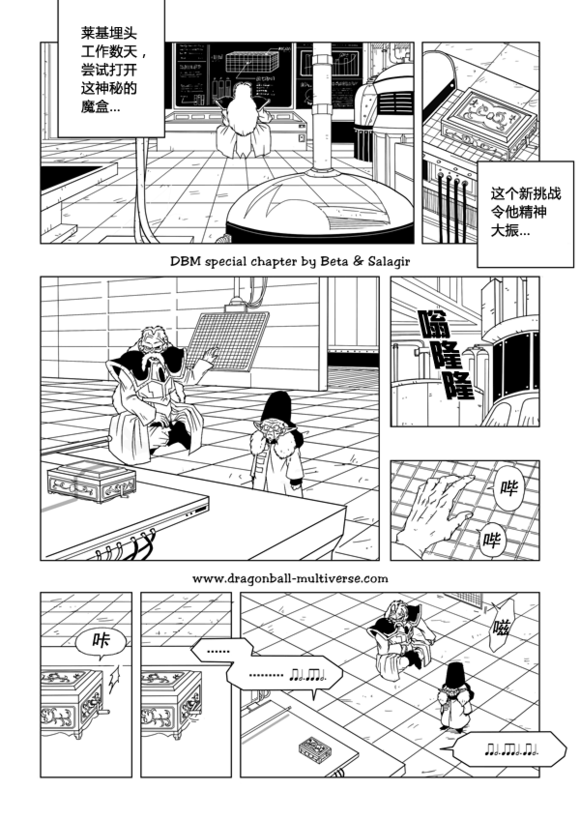 莱基埋头
工作数天，
尝试打开
这神秘的
魔盒...
这个新挑战
令他精神
大振...
DBM special chapter by Beta & Salagir
嗡
隆
隆
哔
哔
www.dragonball-multiverse.com
咔
......
......... ♫♩.♫♩.
嗞
♫♩.♫♩.♫♩.